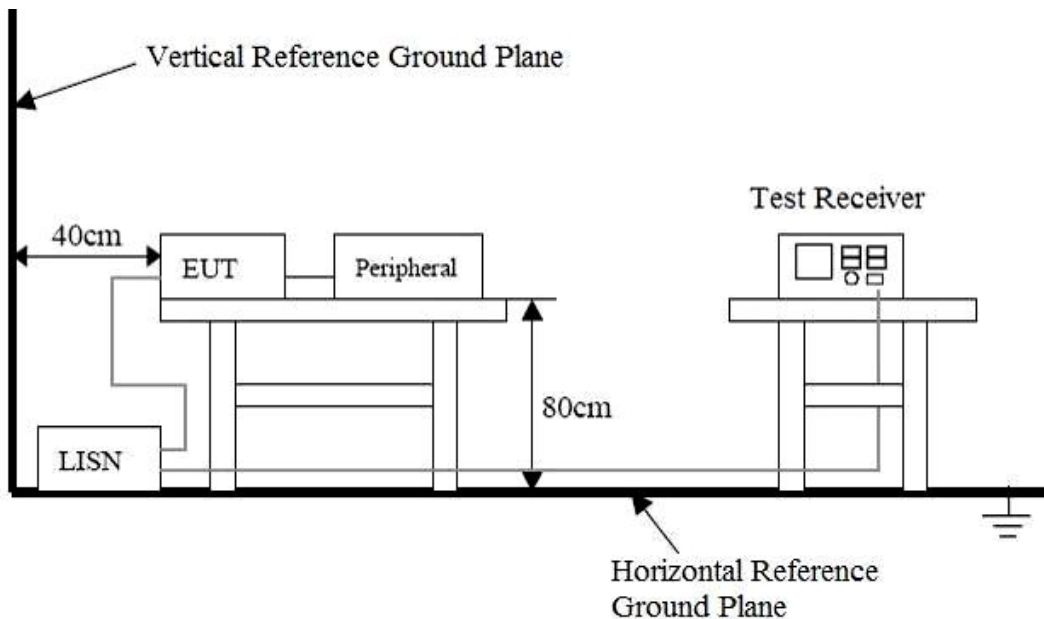 Vertical Reference Ground Plane
Test Receiver
40cm
EUT
Peripheral
80cm
LISN
Horizontal Reference
Ground Plane